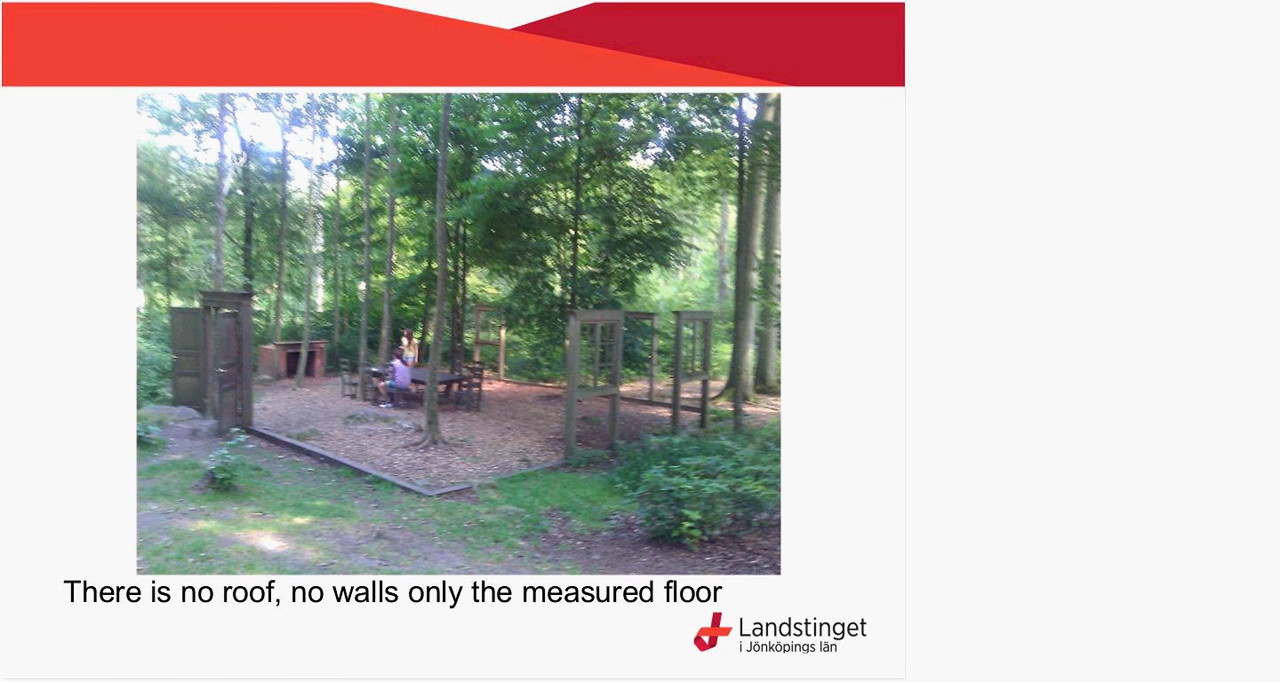 There is no roof, no walls only the measured floor
Landstinget
i Jönköpings län